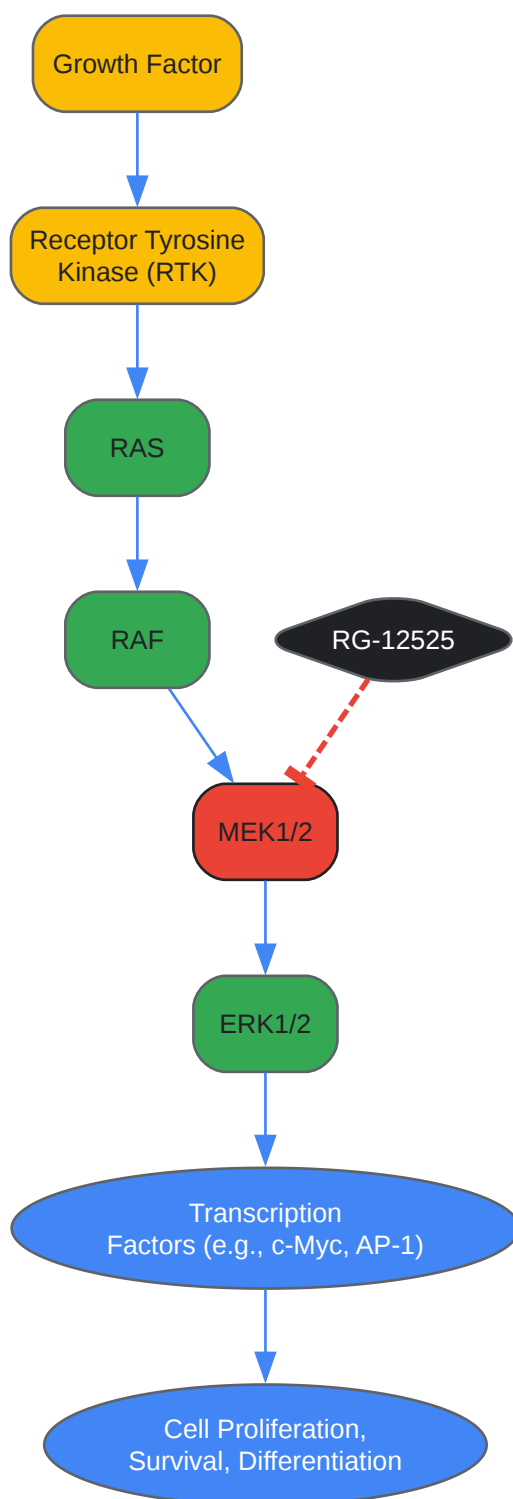 Growth Factor
Receptor Tyrosine
Kinase (RTK)
RAS
RAF
RG-12525
MEK1/2
ERK1/2
Transcription
Factors (e.g., c-Myc, AP-1)
Cell Proliferation,
Survival, Differentiation